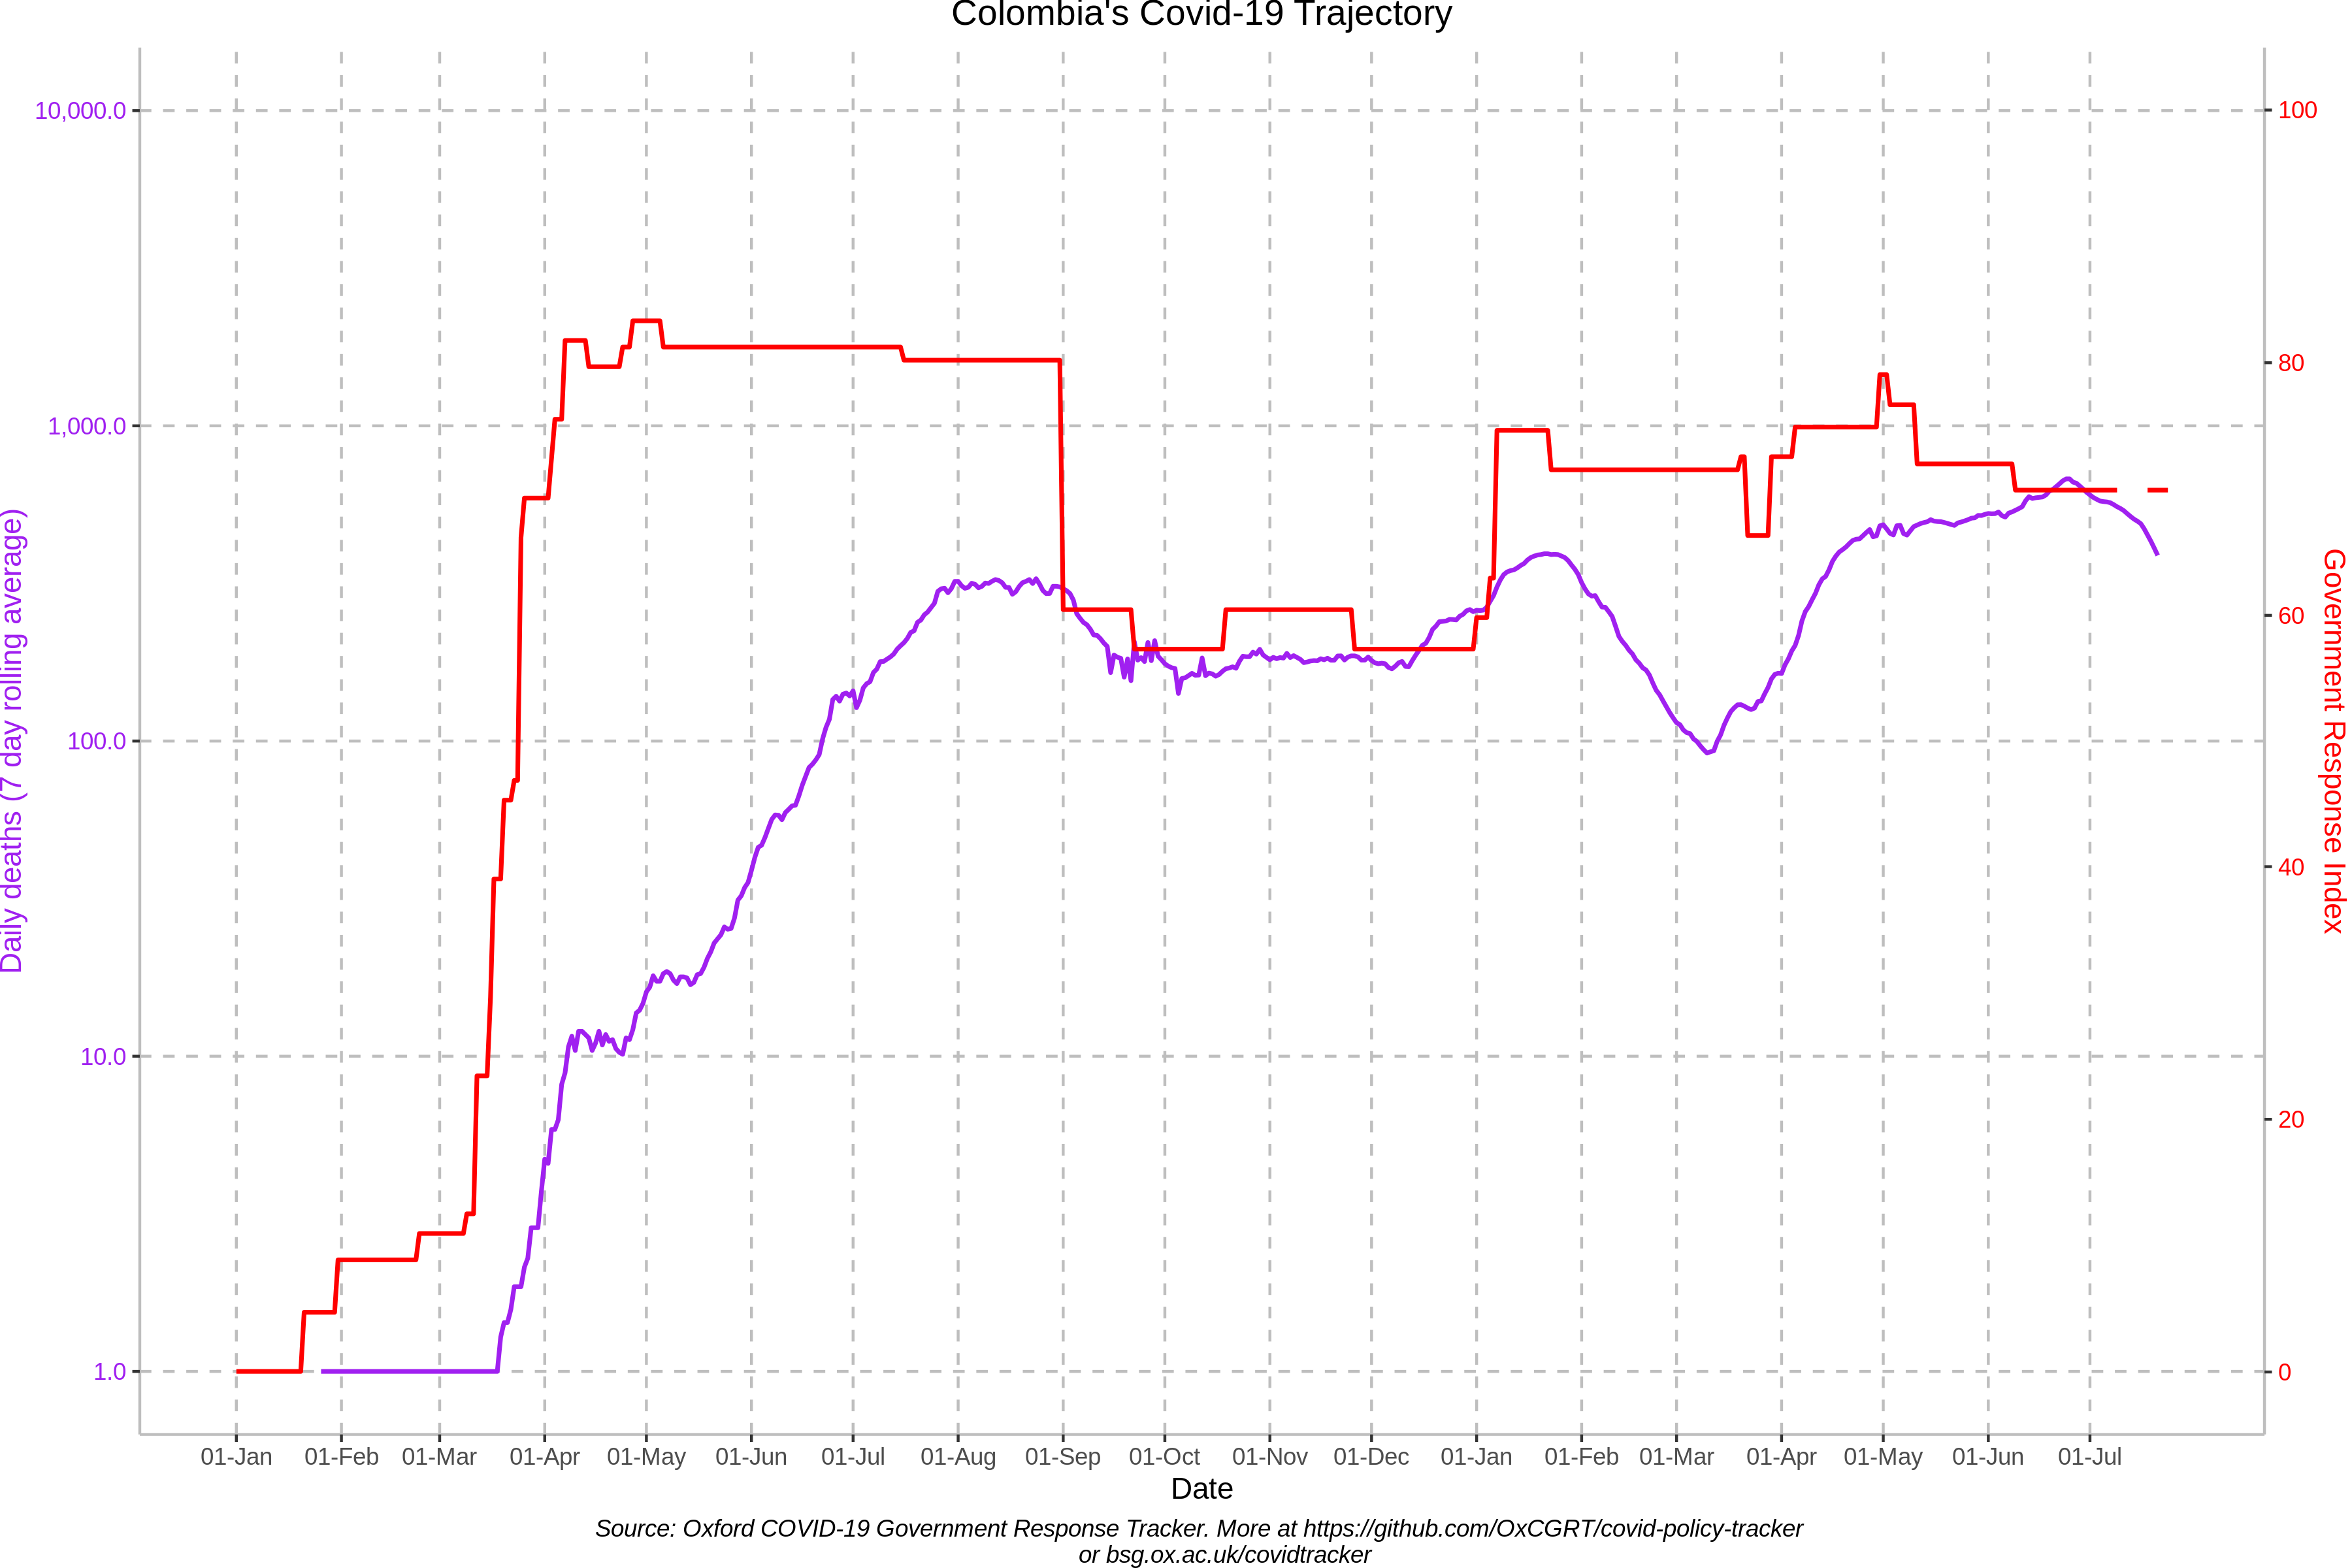 Colombia's Covid-19 Trajectory
10,000.0
1,000.0
100.0
10.0
1.0
Daily deaths (7 day rolling average)
100
80
60
40
20
0
Government Response Index
01-Jan 01-Feb 01-Mar 01-Apr 01-May 01-Jun 01-Jul 01-Aug 01-Sep 01-Oct 01-Nov 01-Dec 01-Jan 01-Feb 01-Mar 01-Apr 01-May 01-Jun 01-Jul
Date
Source: Oxford COVID-19 Government Response Tracker. More at https://github.com/OxCGRT/covid-policy-tracker
or bsg.ox.ac.uk/covidtracker